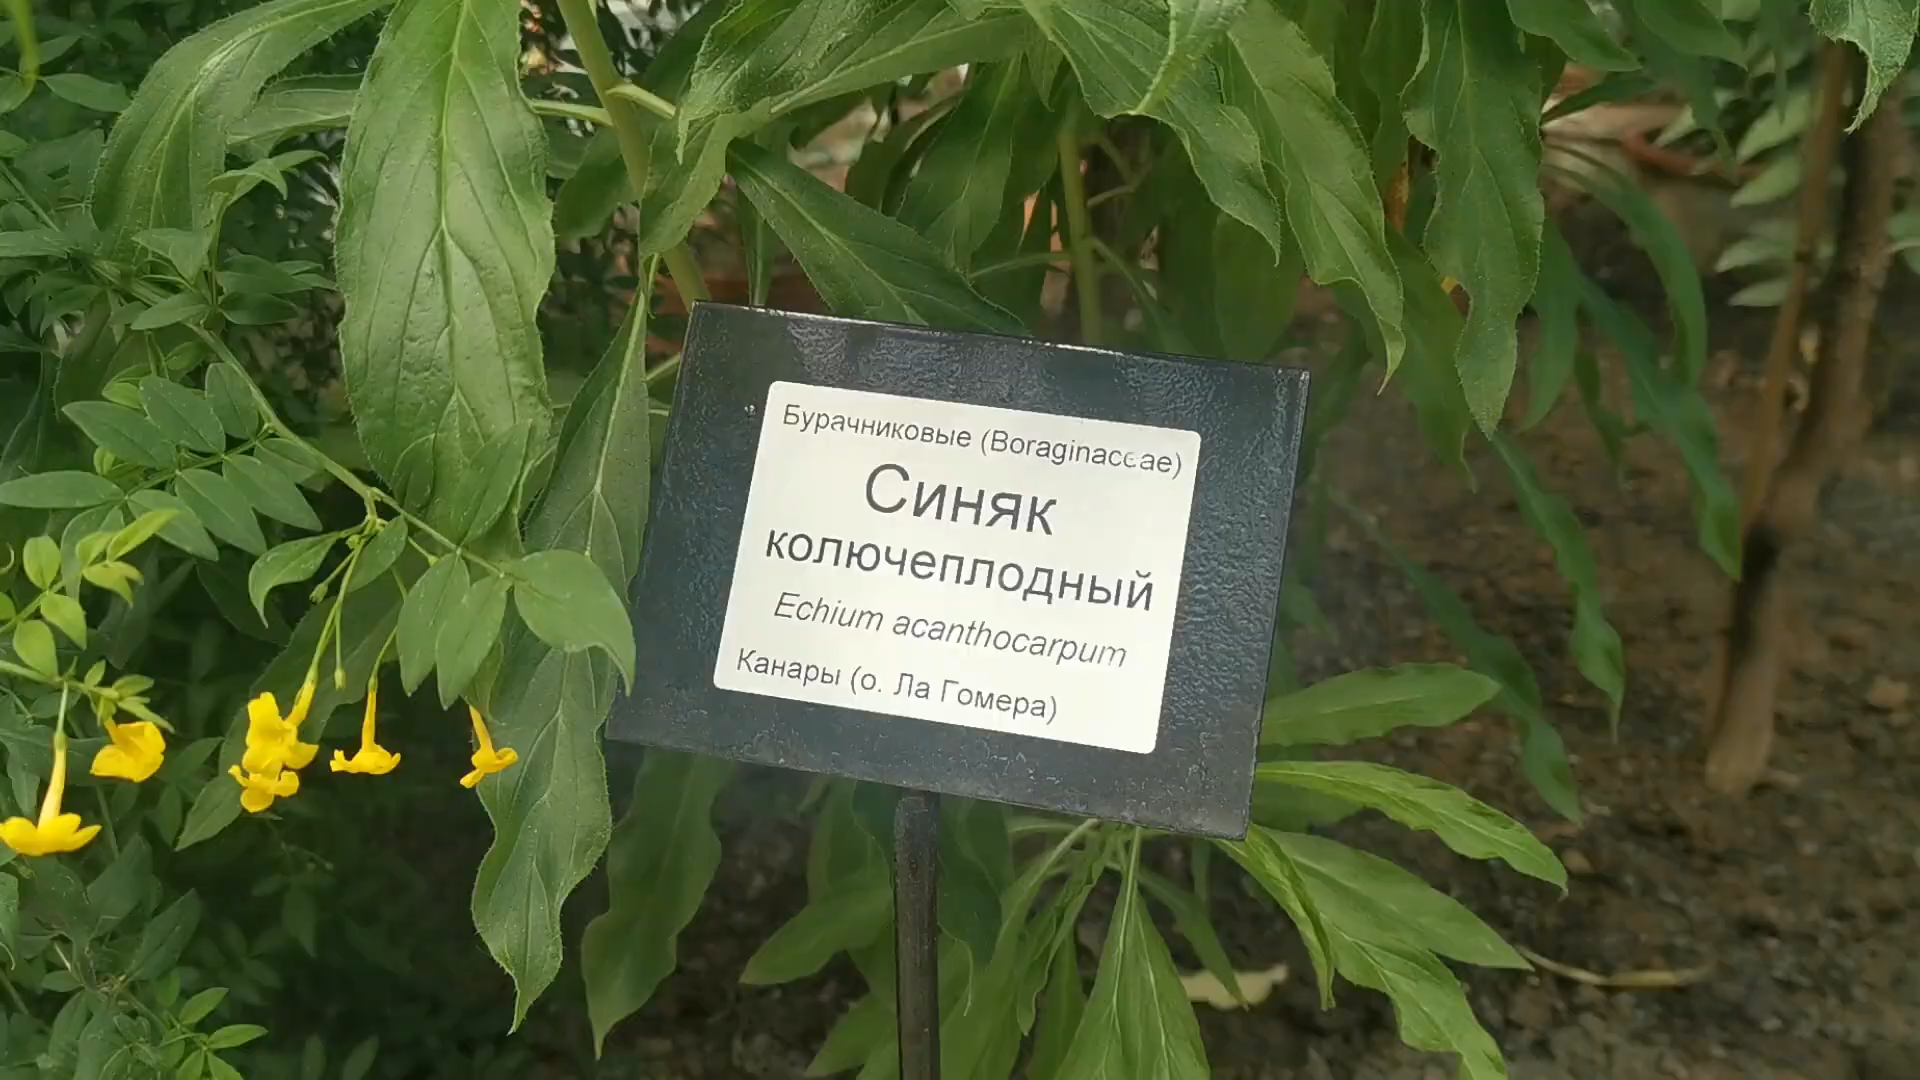 Бурачниковые (Boraginaceae)
Синяк
колючеплодный
Echium acanthocarpum
Канары (о. Ла Гомера)